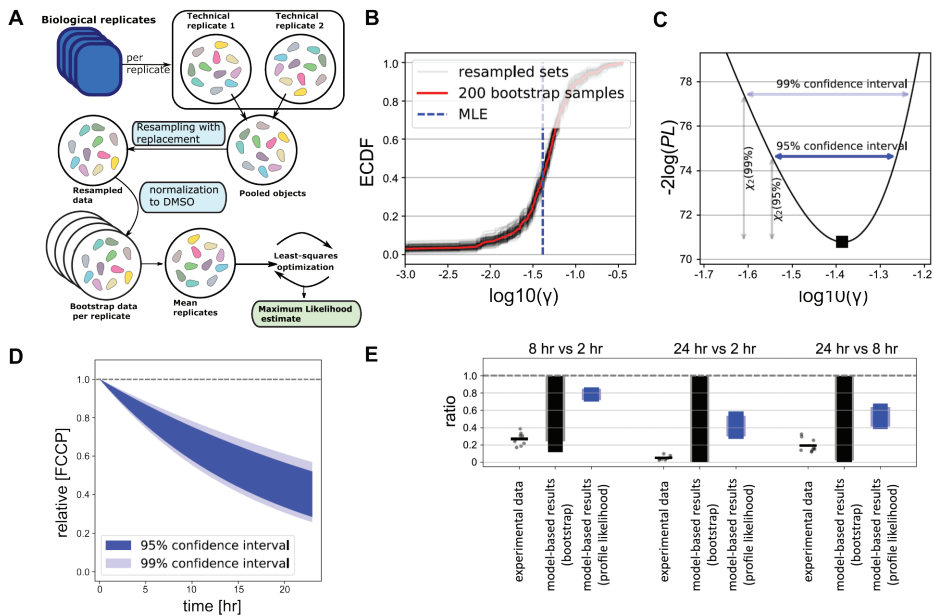 A
Biological replicates
per
replicate
Technical
replicate 1
Technical
replicate 2
Resampling with
replacement
Resampled
data
Pooled objects
normalization
to DMSO
Bootstrap data
per replicate
Mean
replicates
Least-squares
optimization
Maximum Likelihood
estimate
B
ECDF
1.0
0.8
0.6
0.4
0.2
0.0
resampled sets
200 bootstrap samples
MLE
-3.0
-2.5
-2.0
-1.5
-1.0
-0.5
log10(γ)
C
-2log(PL)
78
76
74
72
70
99% confidence interval
95% confidence interval
χ₂(99%)
χ₂(95%)
-1.7
-1.6
-1.5
-1.4
-1.3
-1.2
log10(γ)
D
relative [FCCP]
1.0
0.8
0.6
0.4
0.2
0.0
95% confidence interval
99% confidence interval
0
5
10
15
20
time [hr]
E
8 hr vs 2 hr
24 hr vs 2 hr
24 hr vs 8 hr
ratio
1.0
0.8
0.6
0.4
0.2
0
experimental data
model-based results
(bootstrap)
model-based results
(profile likelihood)
experimental data
model-based results
(bootstrap)
model-based results
(profile likelihood)
experimental data
model-based results
(bootstrap)
model-based results
(profile likelihood)